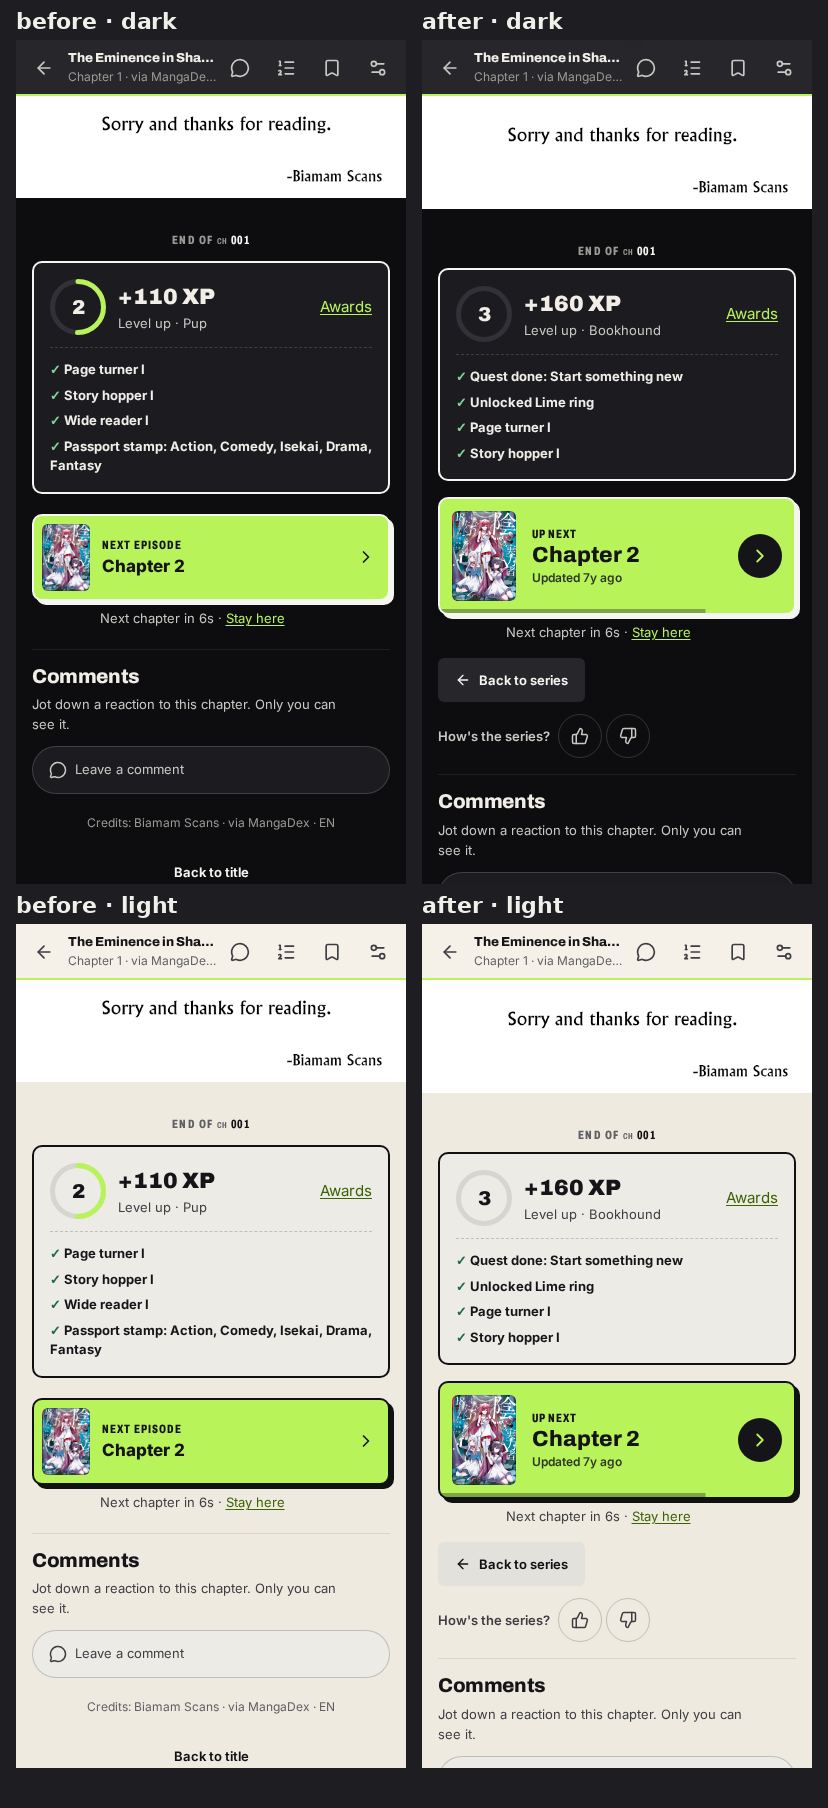 before · dark
The Eminence in Sha...
Chapter 1 · via MangaDe...
Sorry and thanks for reading.
-Biamam Scans
END OF CH 001
2
+110 XP
Level up · Pup
Awards
✓ Page turner I
✓ Story hopper I
✓ Wide reader I
✓ Passport stamp: Action, Comedy, Isekai, Drama,
Fantasy
NEXT EPISODE
Chapter 2
Next chapter in 6s · Stay here
Comments
Jot down a reaction to this chapter. Only you can
see it.
Leave a comment
Credits: Biamam Scans · via MangaDex · EN
Back to title
after · dark
The Eminence in Sha...
Chapter 1 · via MangaDe...
Sorry and thanks for reading.
-Biamam Scans
END OF CH 001
3
+160 XP
Level up · Bookhound
Awards
✓ Quest done: Start something new
✓ Unlocked Lime ring
✓ Page turner I
✓ Story hopper I
UP NEXT
Chapter 2
Updated 7y ago
Next chapter in 6s · Stay here
Back to series
How's the series?
Comments
Jot down a reaction to this chapter. Only you can
see it.
before · light
The Eminence in Sha...
Chapter 1 · via MangaDe...
Sorry and thanks for reading.
-Biamam Scans
END OF CH 001
2
+110 XP
Level up · Pup
Awards
✓ Page turner I
✓ Story hopper I
✓ Wide reader I
✓ Passport stamp: Action, Comedy, Isekai, Drama,
Fantasy
NEXT EPISODE
Chapter 2
Next chapter in 6s · Stay here
Comments
Jot down a reaction to this chapter. Only you can
see it.
Leave a comment
Credits: Biamam Scans · via MangaDex · EN
Back to title
after · light
The Eminence in Sha...
Chapter 1 · via MangaDe...
Sorry and thanks for reading.
-Biamam Scans
END OF CH 001
3
+160 XP
Level up · Bookhound
Awards
✓ Quest done: Start something new
✓ Unlocked Lime ring
✓ Page turner I
✓ Story hopper I
UP NEXT
Chapter 2
Updated 7y ago
Next chapter in 6s · Stay here
Back to series
How's the series?
Comments
Jot down a reaction to this chapter. Only you can
see it.